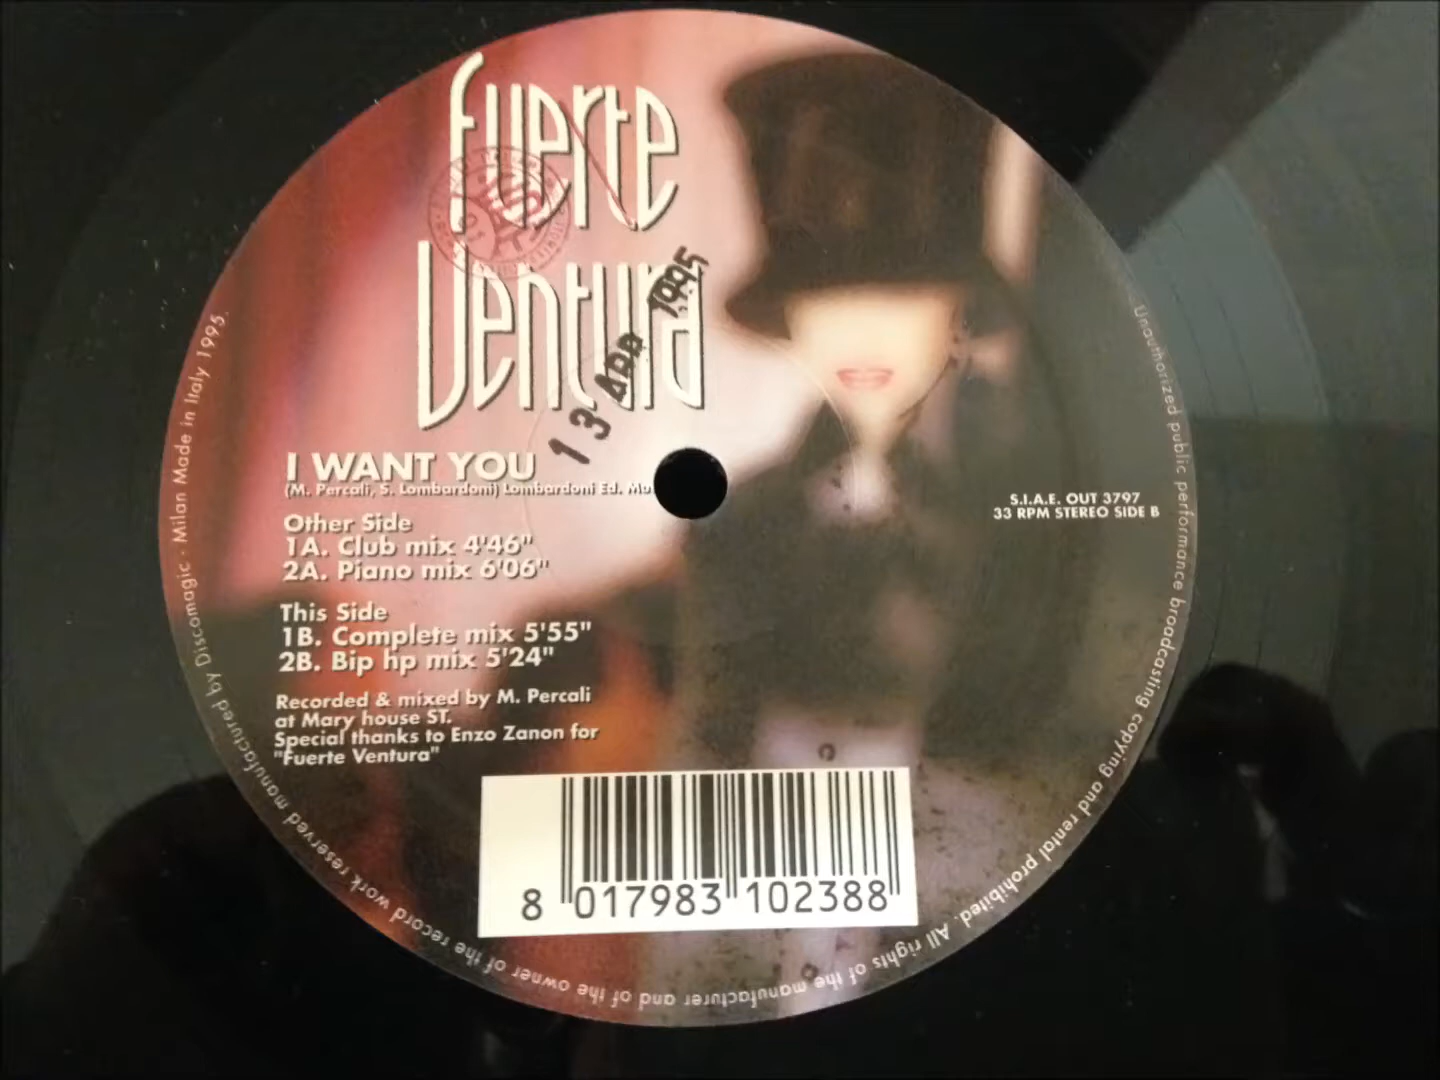 Fuerte
Ventura
13 APR 1995
I WANT YOU
(M. Percali, S. Lombardoni) Lombardoni Ed. Mu
Other Side
1A. Club mix 4'46"
2A. Piano mix 6'06"
This Side
1B. Complete mix 5'55"
2B. Bip hp mix 5'24"
Recorded & mixed by M. Percali
at Mary house ST.
Special thanks to Enzo Zanon for
"Fuerte Ventura"
S.I.A.E. OUT 3797
33 RPM STEREO SIDE B
8 017983 102388
Unauthorized public performance broadcasting copying and rental prohibited. All rights of the manufacturer and of the owner of the record work reserved manufactured by Discomagic - Milan Made in Italy 1995.